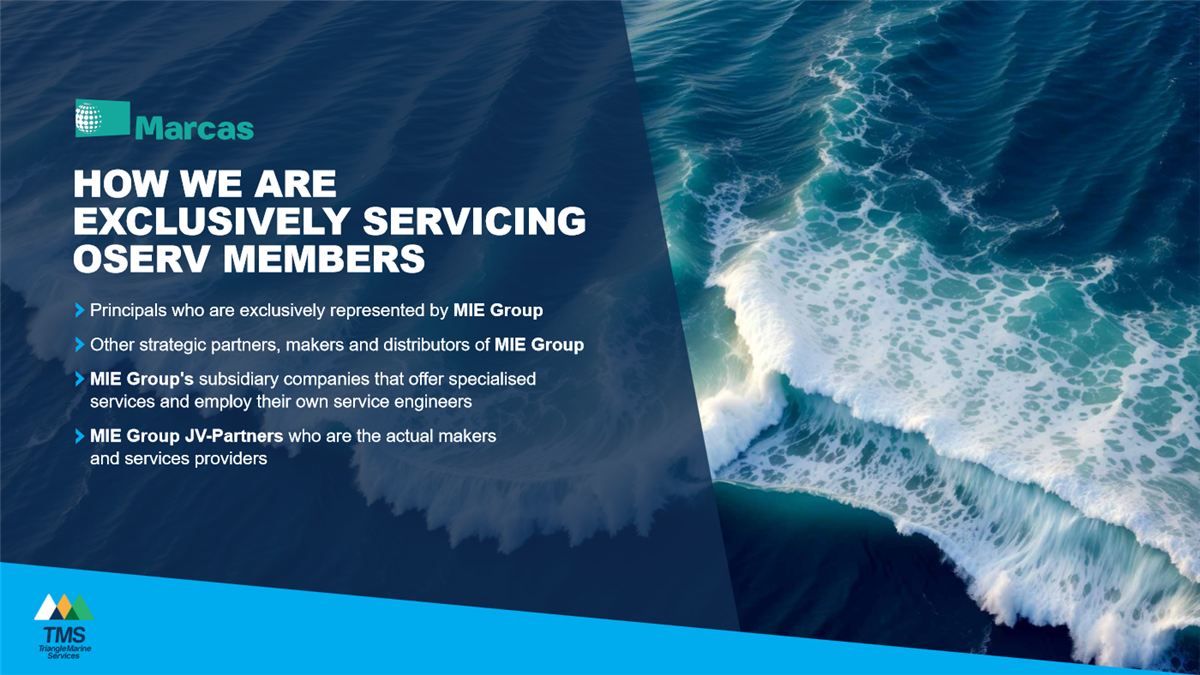 Marcas
HOW WE ARE
EXCLUSIVELY SERVICING
OSERV MEMBERS
Principals who are exclusively represented by MIE Group
Other strategic partners, makers and distributors of MIE Group
MIE Group's subsidiary companies that offer specialised
services and employ their own service engineers
MIE Group JV-Partners who are the actual makers
and services providers
TMS
Triangle Marine
Services